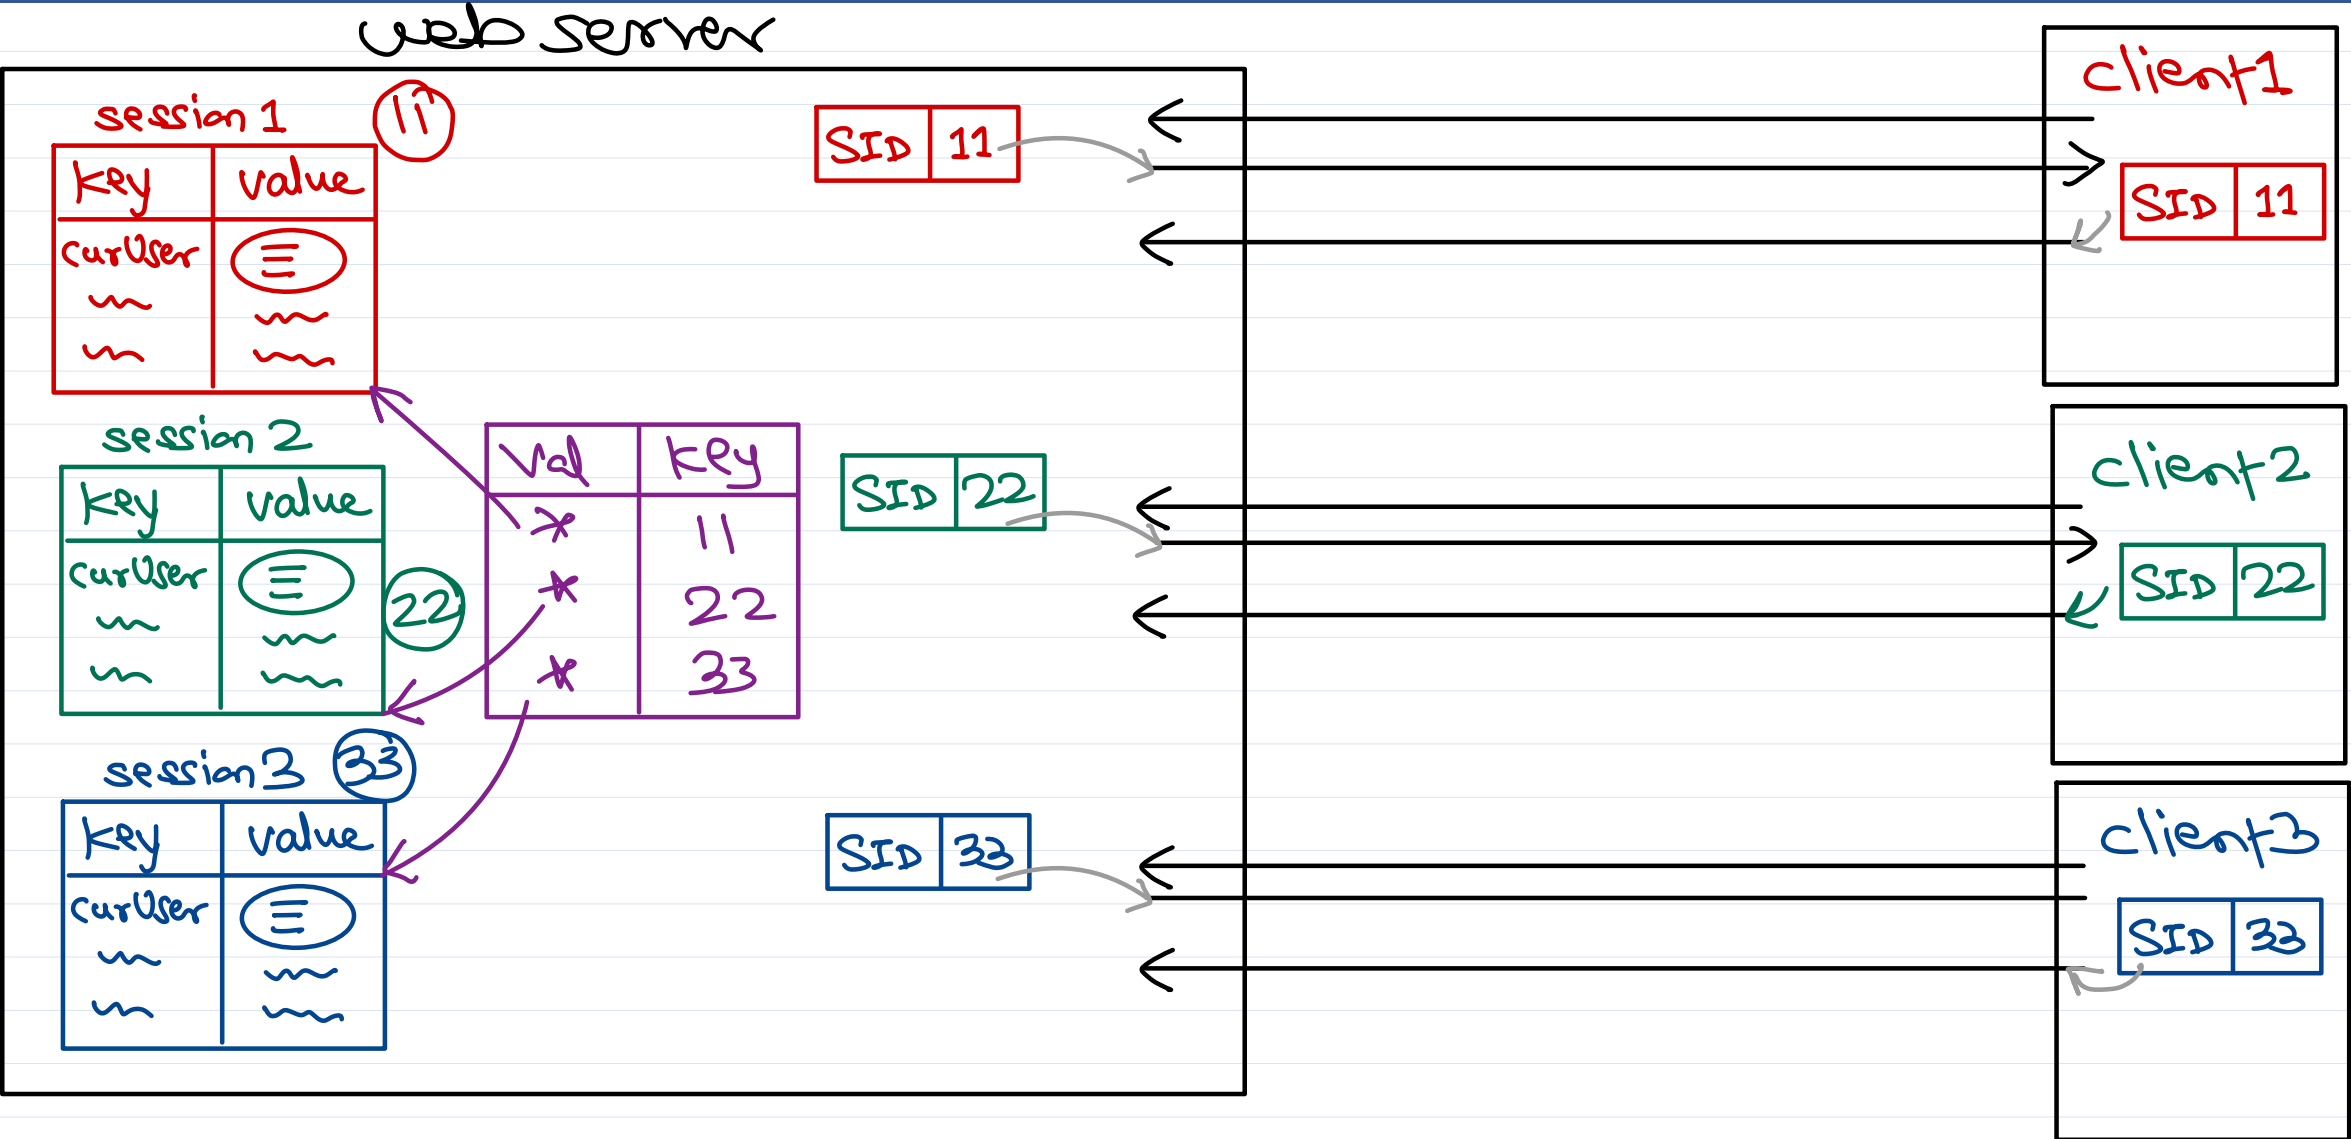 web server
session 1 11
key value
curUser
session 2
key value
curUser
22
session 3 33
key value
curUser
val key
* 11
* 22
* 33
SID 11
SID 22
SID 33
client1
SID 11
client2
SID 22
client3
SID 33